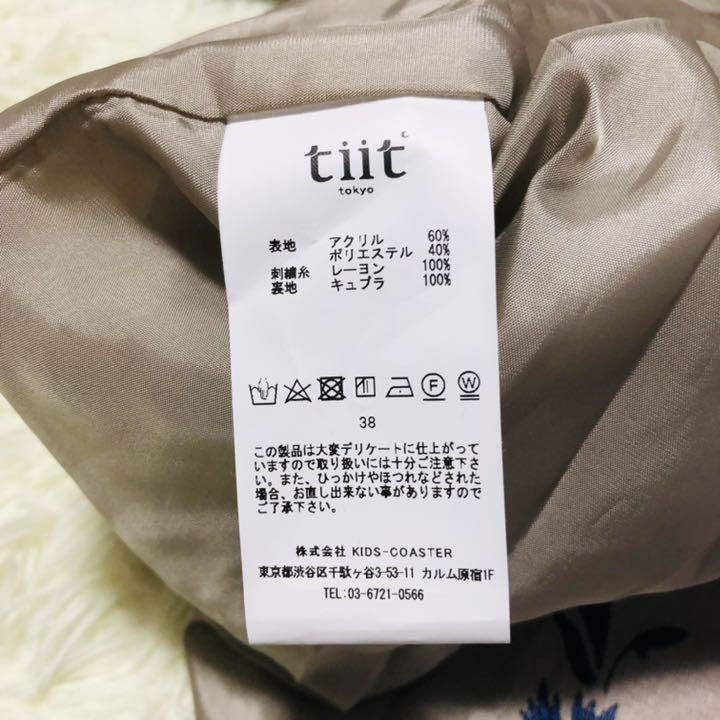 tiit
tokyo
表地 アクリル 60%
ポリエステル 40%
刺繍糸 レーヨン 100%
裏地 キュプラ 100%
F W
38
この製品は大変デリケートに仕上がって
いますので取り扱いには十分ご注意下さ
い。また、ひっかけやほつれなどされた
場合、お直し出来ない事がありますので
ご了承下さい。
株式会社 KIDS-COASTER
東京都渋谷区千駄ヶ谷3-53-11 カルム原宿1F
TEL:03-6721-0566